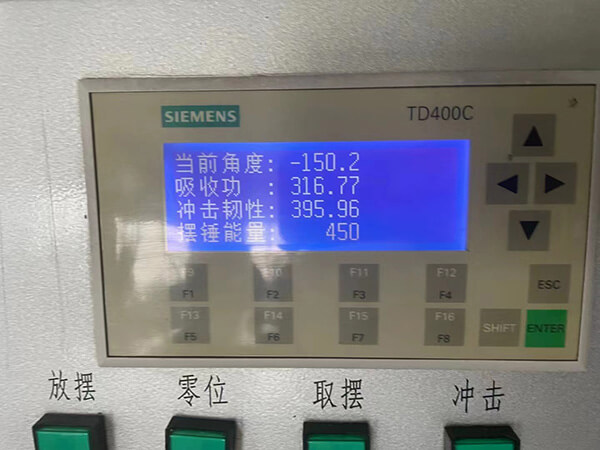 SIEMENS
TD400C
当前角度: -150.2
吸收功 : 316.77
冲击韧性: 395.96
摆锤能量: 450
F9 F10 F11 F12
F1 F2 F3 F4
ESC
F13 F14 F15 F16
F5 F6 F7 F8
SHIFT ENTER
放摆 零位 取摆 冲击